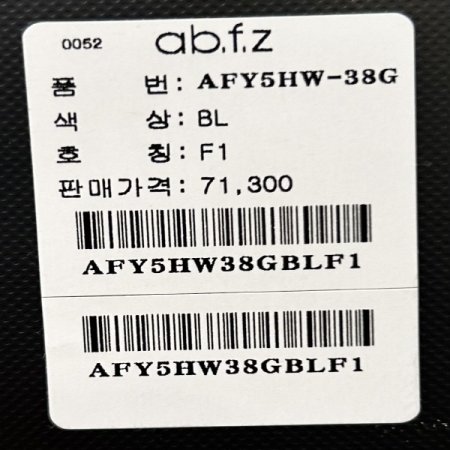 0052 ab.f.z
품 번: AFY5HW-38G
색 상: BL
호 칭: F1
판매가격: 71,300
AFY5HW38GBLF1
AFY5HW38GBLF1